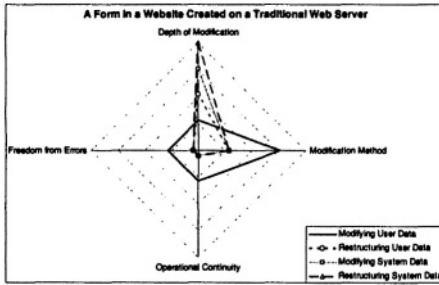 A Form in a Website Created on a Traditional Web Server
Depth of Modification
Freedom from Errors
Modification Method
Operational Continuity
Modifying User Data
Restructuring User Data
Modifying System Data
Restructuring System Data